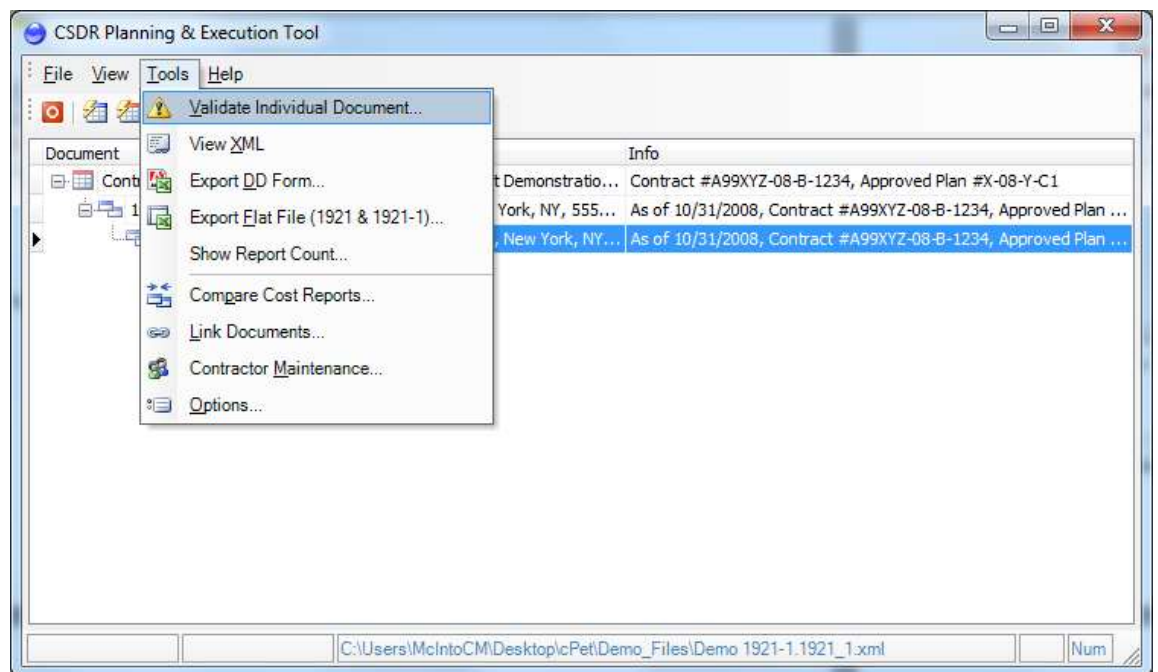 CSDR Planning & Execution Tool
File View Tools Help
Validate Individual Document...
View XML
Export DD Form...
Export Flat File (1921 & 1921-1)...
Show Report Count...
Compare Cost Reports...
Link Documents...
Contractor Maintenance...
Options...
Document Info
Cont t Demonstratio... Contract #A99XYZ-08-B-1234, Approved Plan #X-08-Y-C1
1 York, NY, 555... As of 10/31/2008, Contract #A99XYZ-08-B-1234, Approved Plan ...
, New York, NY... As of 10/31/2008, Contract #A99XYZ-08-B-1234, Approved Plan ...
C:\Users\McIntoCM\Desktop\cPet\Demo_Files\Demo 1921-1.1921_1.xml Num